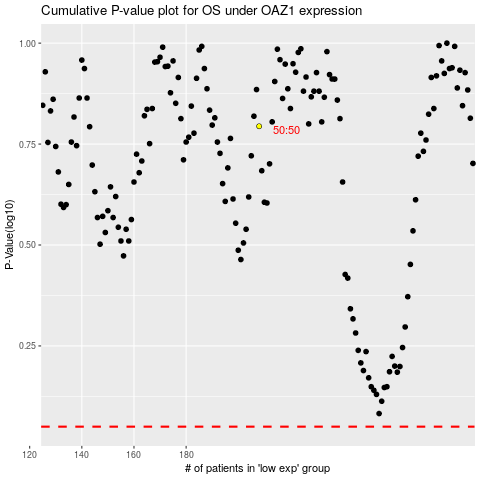 Cumulative P-value plot for OS under OAZ1 expression
P-Value(log10)
1.00
0.75
0.50
0.25
50:50
120 140 160 180
# of patients in 'low exp' group